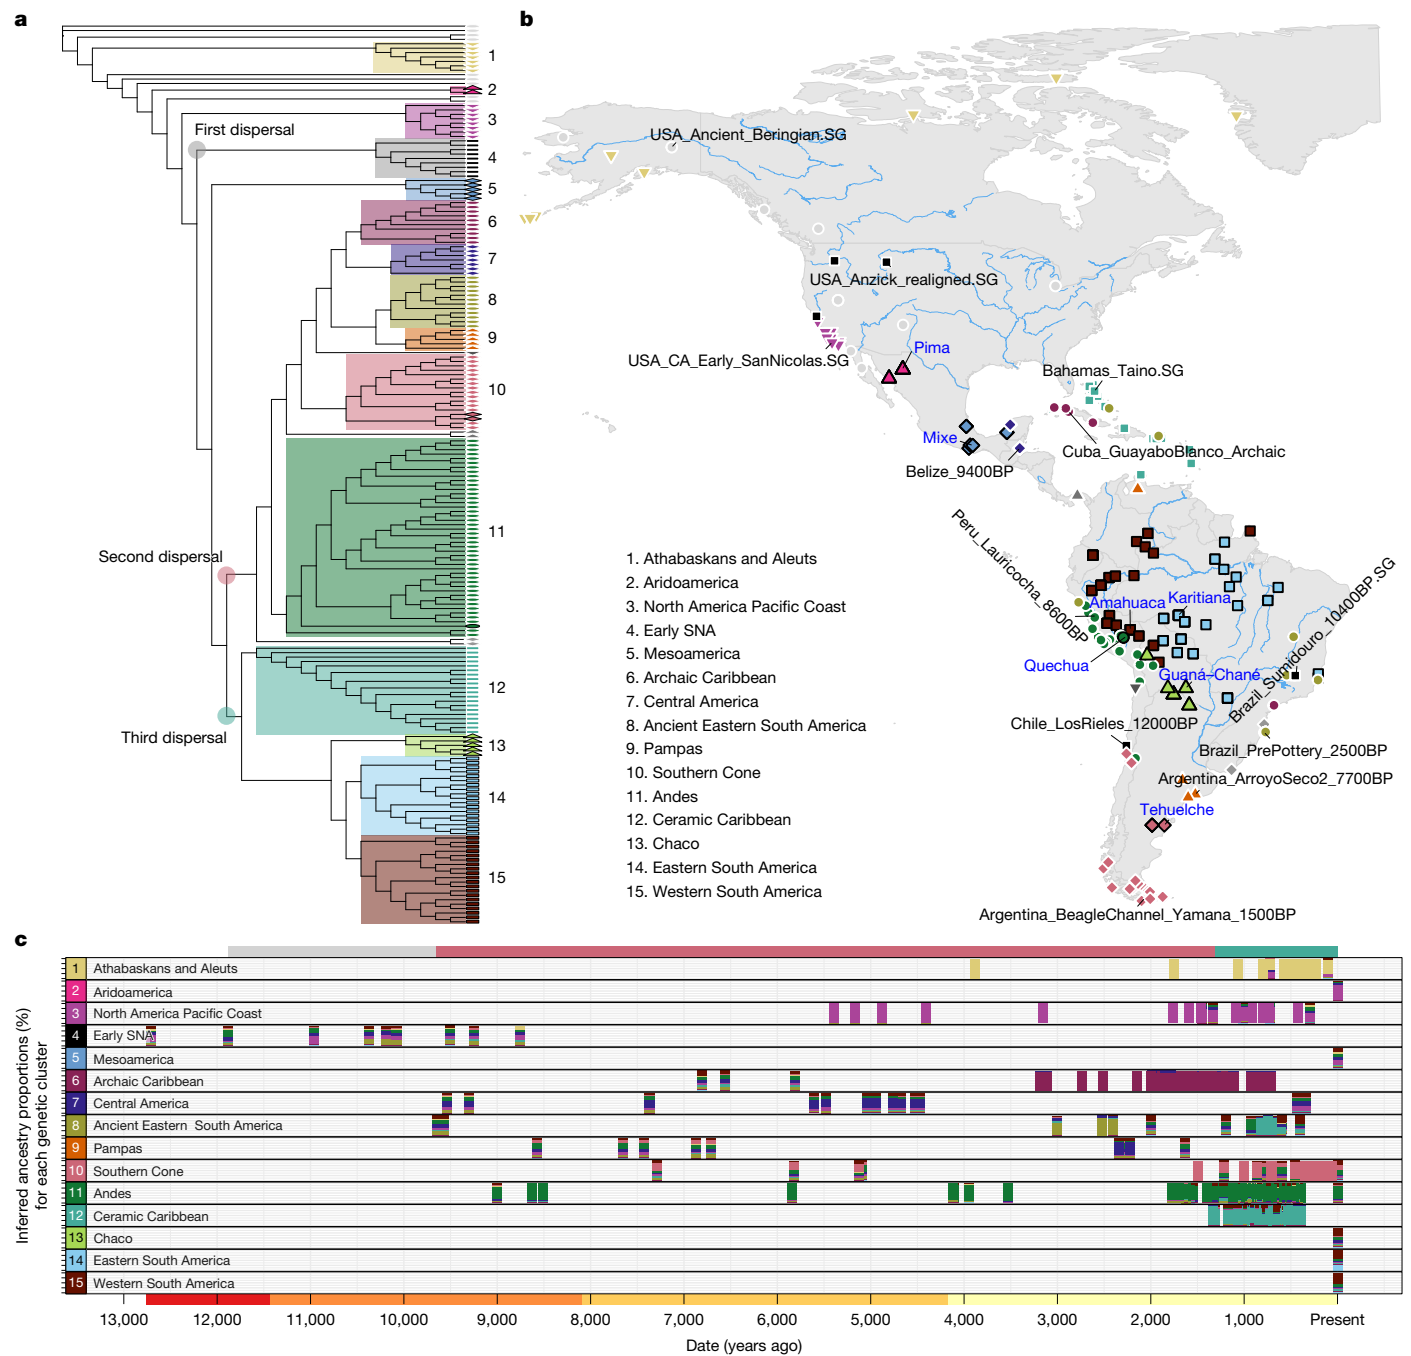 a
1
2
3
First dispersal
4
5
6
7
8
9
10
11
Second dispersal
12
Third dispersal
13
14
15
b
USA_Ancient_Beringian.SG
USA_Anzick_realigned.SG
USA_CA_Early_SanNicolas.SG
Pima
Bahamas_Taino.SG
Mixe
Cuba_GuayaboBlanco_Archaic
Belize_9400BP
Peru_Lauricocha_8600BP
Amahuaca
Karitiana
Quechua
Guaná–Chané
Brazil_Sumidouro_10400BP.SG
Chile_LosRieles_12000BP
Brazil_PrePottery_2500BP
Argentina_ArroyoSeco2_7700BP
Tehuelche
Argentina_BeagleChannel_Yamana_1500BP
1. Athabaskans and Aleuts
2. Aridoamerica
3. North America Pacific Coast
4. Early SNA
5. Mesoamerica
6. Archaic Caribbean
7. Central America
8. Ancient Eastern South America
9. Pampas
10. Southern Cone
11. Andes
12. Ceramic Caribbean
13. Chaco
14. Eastern South America
15. Western South America
c
Inferred ancestry proportions (%)
for each genetic cluster
1 Athabaskans and Aleuts
2 Aridoamerica
3 North America Pacific Coast
4 Early SNA
5 Mesoamerica
6 Archaic Caribbean
7 Central America
8 Ancient Eastern South America
9 Pampas
10 Southern Cone
11 Andes
12 Ceramic Caribbean
13 Chaco
14 Eastern South America
15 Western South America
13,000 12,000 11,000 10,000 9,000 8,000 7,000 6,000 5,000 4,000 3,000 2,000 1,000 Present
Date (years ago)